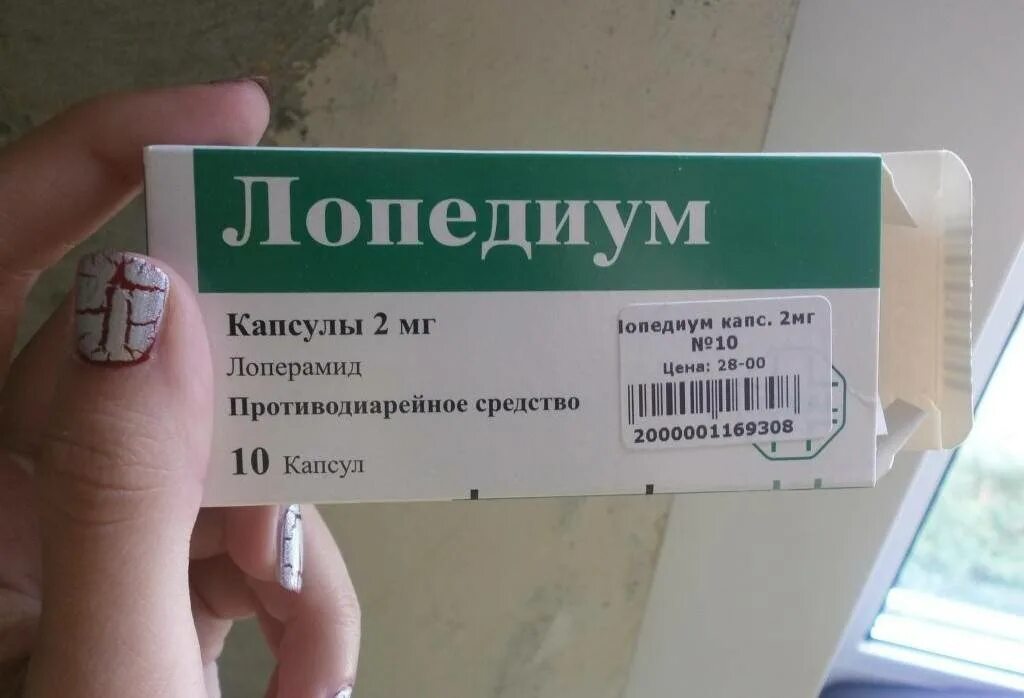 Лопедиум
Капсулы 2 мг
Лоперамид
Противодиарейное средство
10 Капсул
лопедиум капс. 2мг
№10
Цена: 28-00
2000001169308